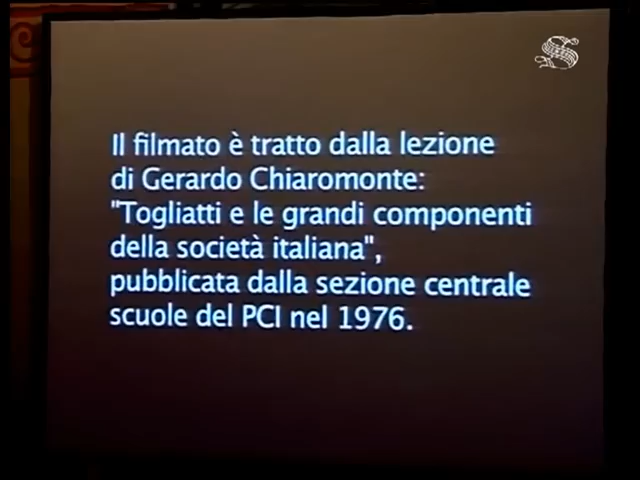 Il filmato è tratto dalla lezione
di Gerardo Chiaromonte:
"Togliatti e le grandi componenti
della società italiana",
pubblicata dalla sezione centrale
scuole del PCI nel 1976.